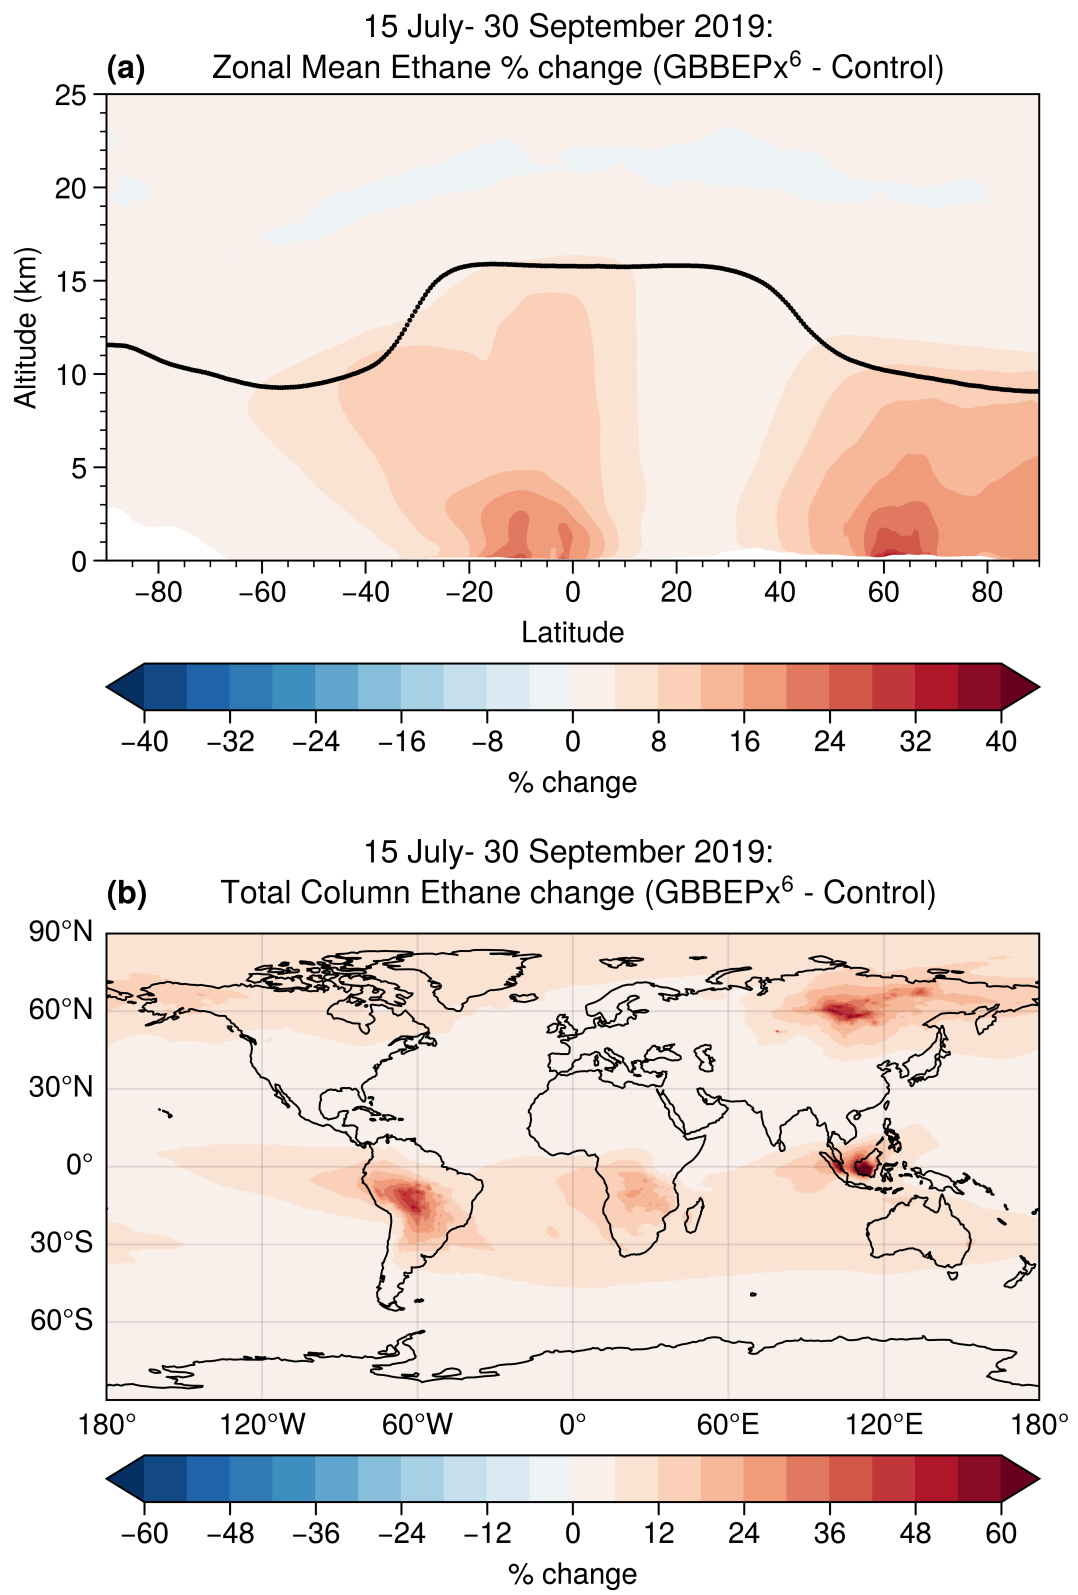 15 July- 30 September 2019:
(a) Zonal Mean Ethane % change (GBBEPx⁶ - Control)
25
20
15
10
5
0
Altitude (km)
−80 −60 −40 −20 0 20 40 60 80
Latitude
−40 −32 −24 −16 −8 0 8 16 24 32 40
% change
15 July- 30 September 2019:
(b) Total Column Ethane change (GBBEPx⁶ - Control)
90°N
60°N
30°N
0°
30°S
60°S
180° 120°W 60°W 0° 60°E 120°E 180°
−60 −48 −36 −24 −12 0 12 24 36 48 60
% change